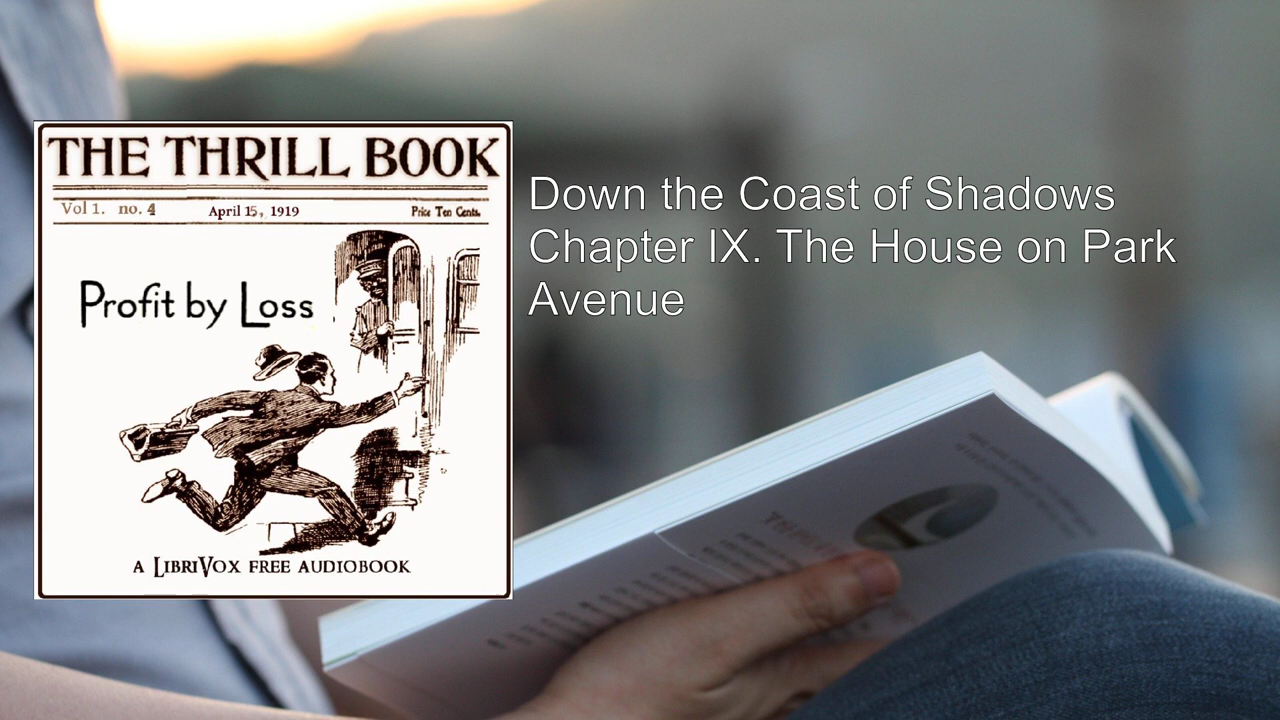 THE THRILL BOOK
Vol 1. no. 4 April 15, 1919 Price Ten Cents.
Profit by Loss
A LIBRIVOX FREE AUDIOBOOK
Down the Coast of Shadows
Chapter IX. The House on Park
Avenue